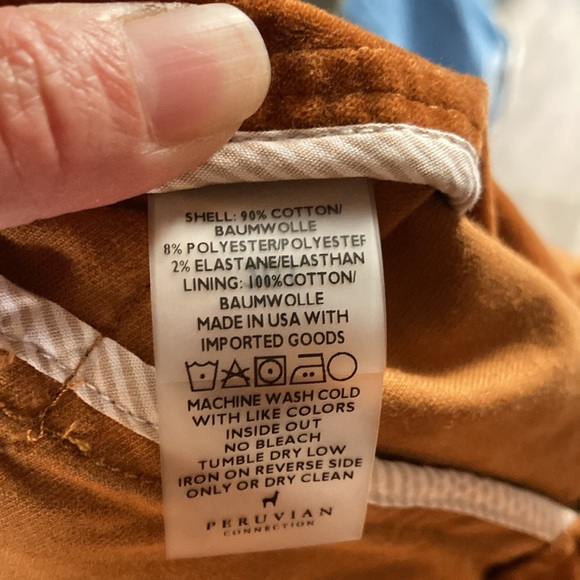 SHELL: 90% COTTON/
BAUMWOLLE
8% POLYESTER/POLYESTER
2% ELASTANE/ELASTHAN
LINING: 100%COTTON/
BAUMWOLLE
MADE IN USA WITH
IMPORTED GOODS
MACHINE WASH COLD
WITH LIKE COLORS
INSIDE OUT
NO BLEACH
TUMBLE DRY LOW
IRON ON REVERSE SIDE
ONLY OR DRY CLEAN
PERUVIAN
CONNECTION